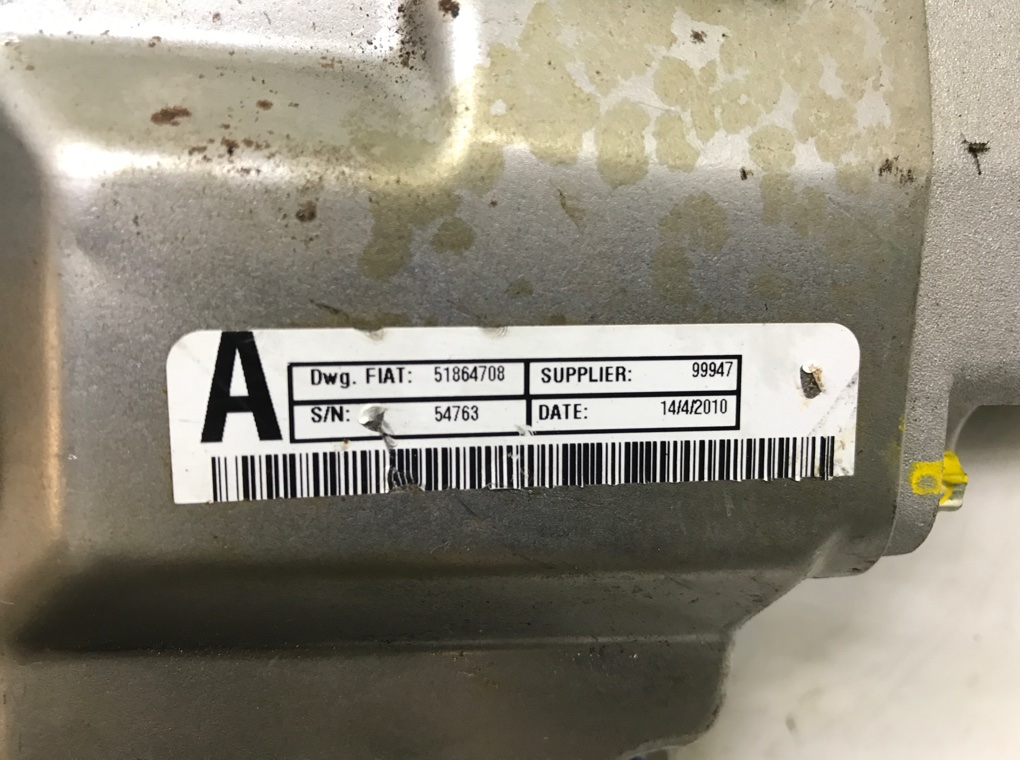 A
Dwg. FIAT: 51864708 SUPPLIER: 99947
S/N: 54763 DATE: 14/4/2010